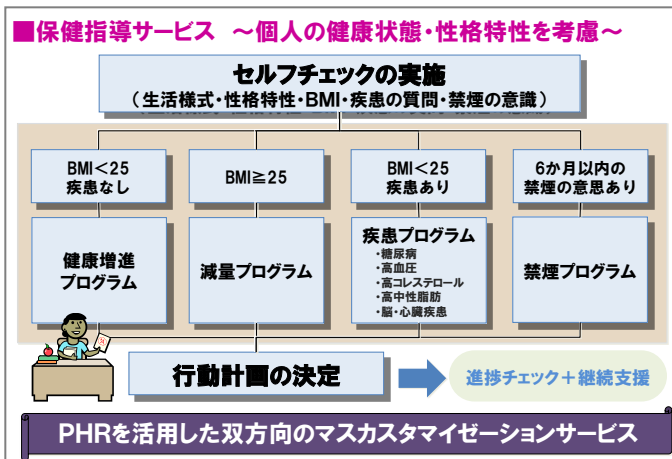 ■保健指導サービス ～個人の健康状態・性格特性を考慮～
セルフチェックの実施
（生活様式・性格特性・BMI・疾患の質問・禁煙の意識）
BMI＜25
疾患なし
BMI≧25
BMI＜25
疾患あり
6か月以内の
禁煙の意思あり
健康増進
プログラム
減量プログラム
疾患プログラム
・糖尿病
・高血圧
・高コレステロール
・高中性脂肪
・脳・心臓疾患
禁煙プログラム
行動計画の決定
進捗チェック＋継続支援
PHRを活用した双方向のマスカスタマイゼーションサービス